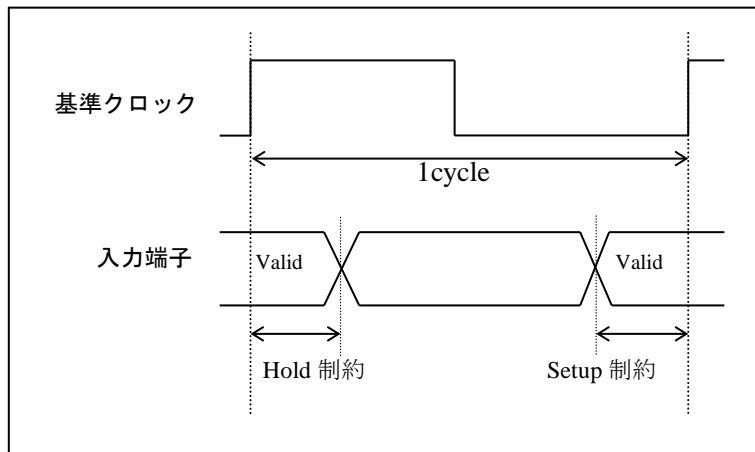 基準クロック
1cycle
入力端子
Valid
Valid
Hold 制約
Setup 制約